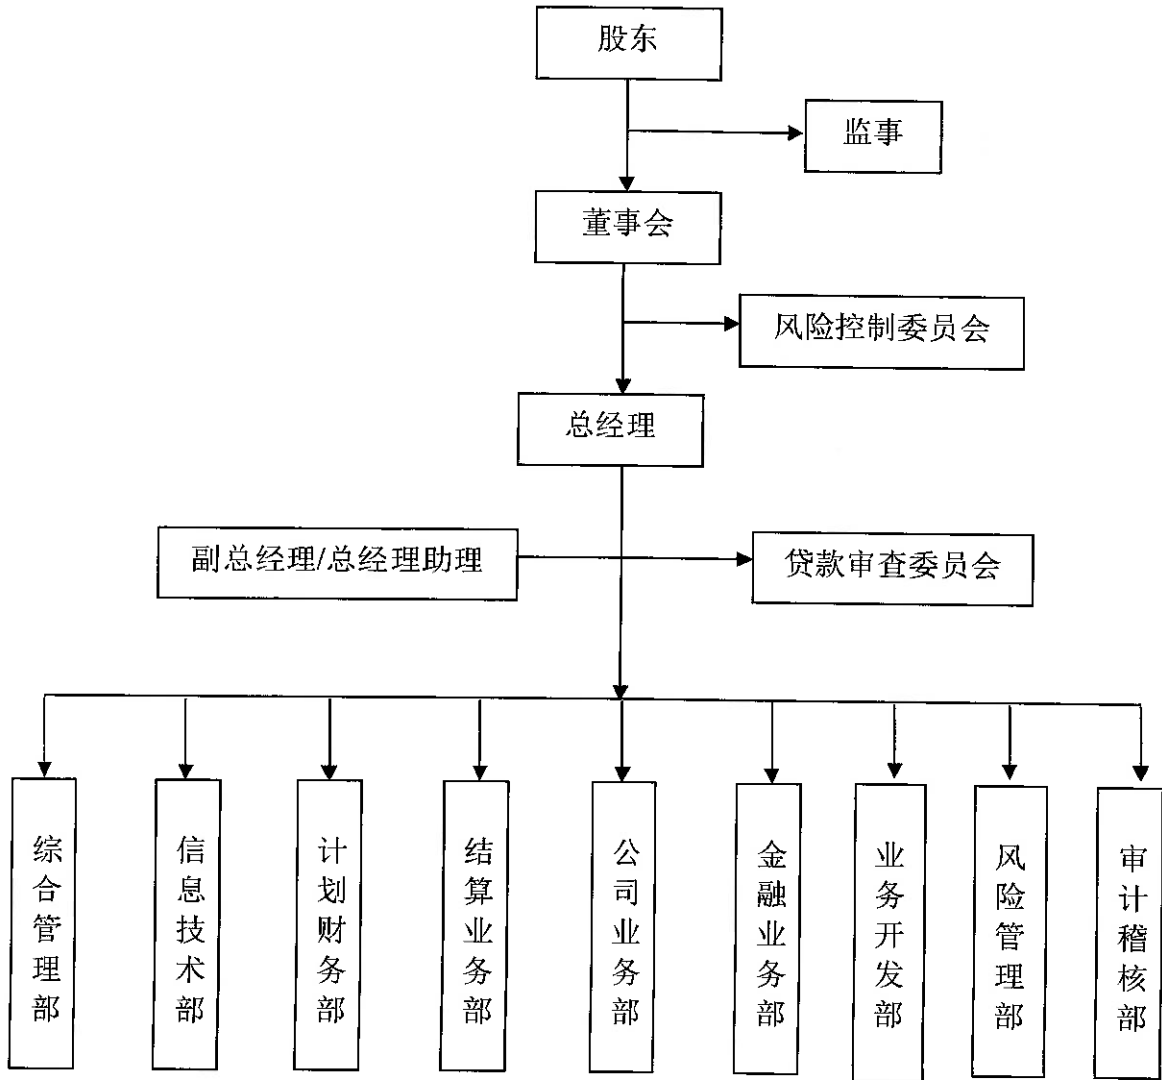 股东
监事
董事会
风险控制委员会
总经理
副总经理/总经理助理
贷款审查委员会
综合管理部
信息技术部
计划财务部
结算业务部
公司业务部
金融业务部
业务开发部
风险管理部
审计稽核部